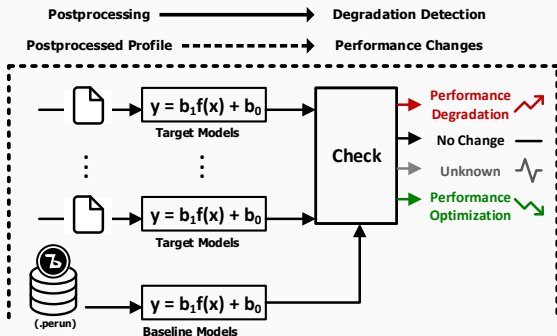 Postprocessing Degradation Detection
Postprocessed Profile Performance Changes
y = b₁f(x) + b₀
Target Models
Performance
Degradation
No Change
Check
Unknown
Performance
Optimization
y = b₁f(x) + b₀
Target Models
(.perun)
y = b₁f(x) + b₀
Baseline Models